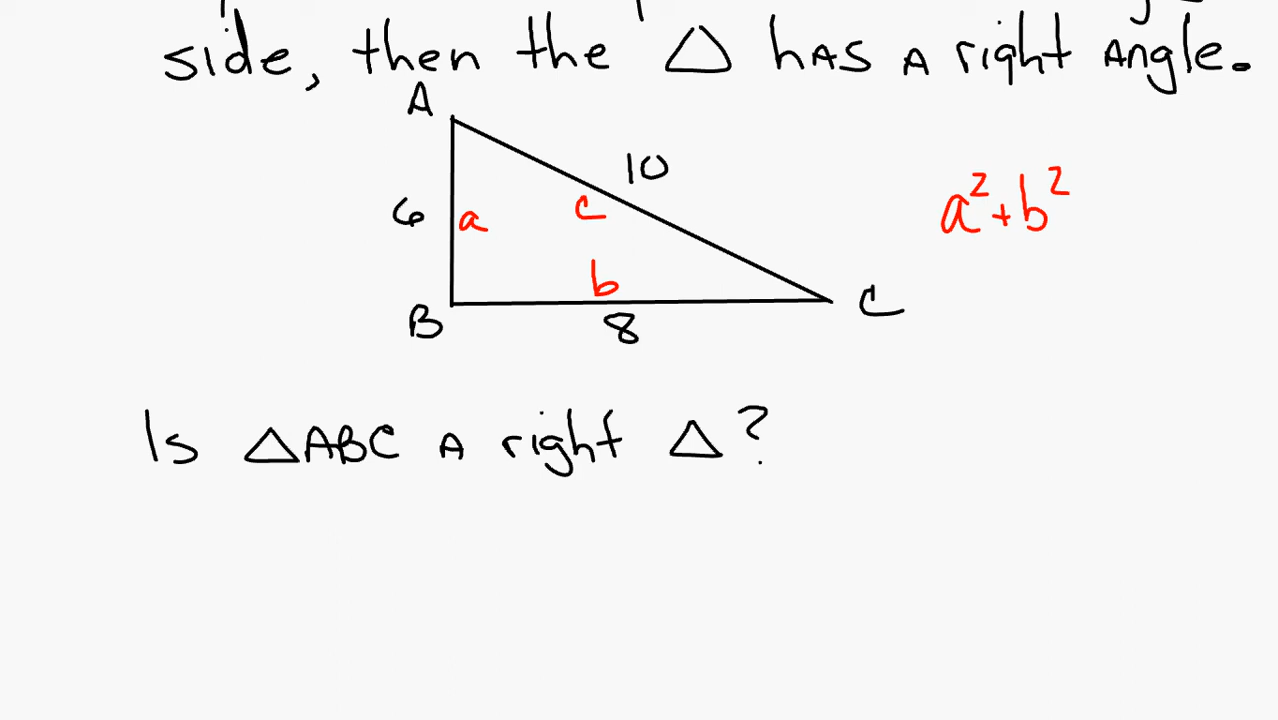 side, then the △ has a right angle.
A
10
a² + b²
6
a
c
b
B
8
C
Is △ABC a right △?